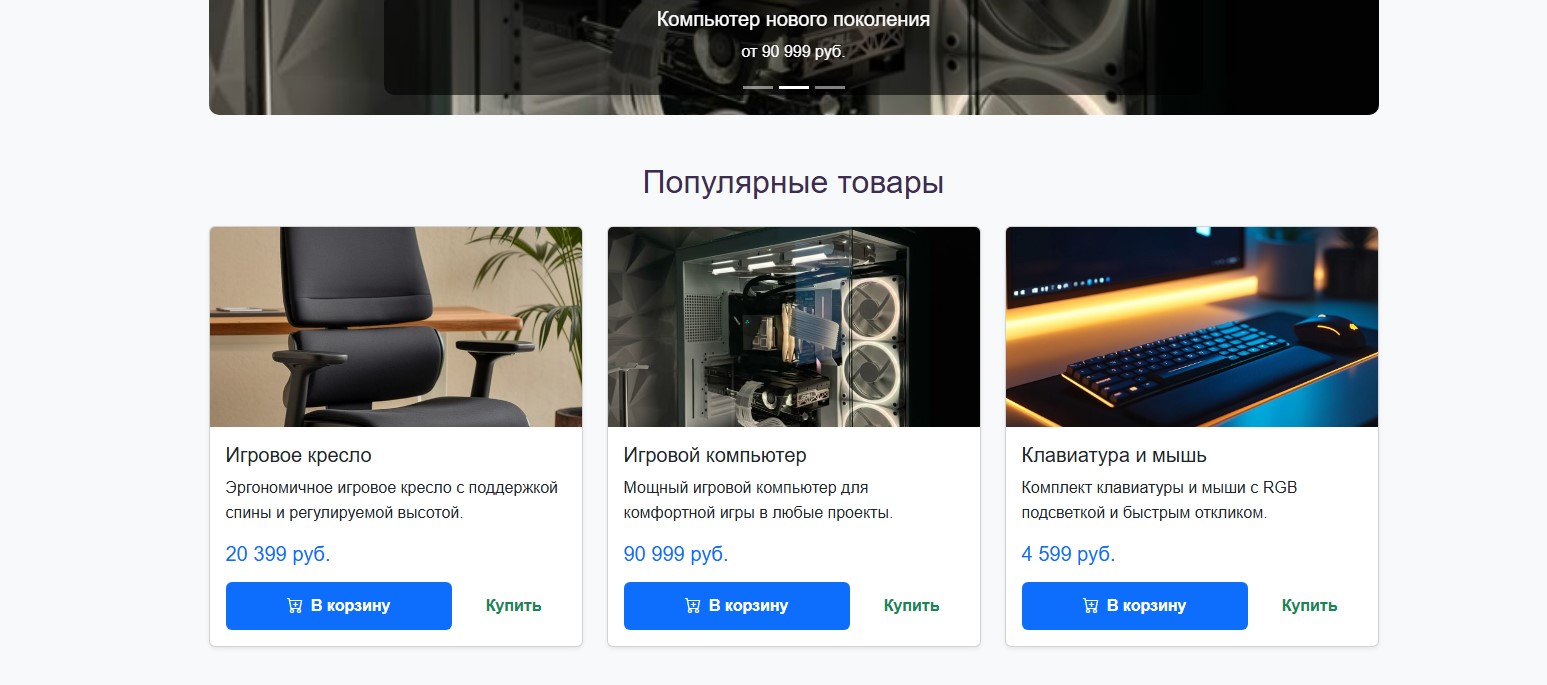 Компьютер нового поколения
от 90 999 руб.
Популярные товары
Игровое кресло
Эргономичное игровое кресло с поддержкой
спины и регулируемой высотой.
20 399 руб.
В корзину
Купить
Игровой компьютер
Мощный игровой компьютер для
комфортной игры в любые проекты.
90 999 руб.
В корзину
Купить
Клавиатура и мышь
Комплект клавиатуры и мыши с RGB
подсветкой и быстрым откликом.
4 599 руб.
В корзину
Купить